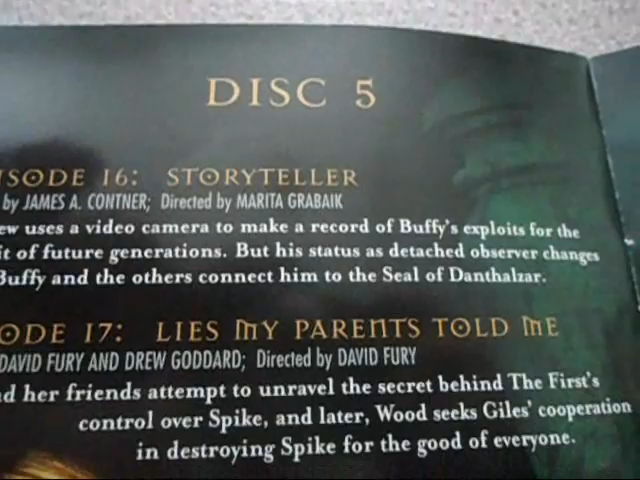 DISC 5
ISODE 16: STORYTELLER
by JAMES A. CONTNER; Directed by MARITA GRABAIK
ew uses a video camera to make a record of Buffy's exploits for the
it of future generations. But his status as detached observer changes
Buffy and the others connect him to the Seal of Danthalzar.
ODE 17: LIES MY PARENTS TOLD ME
DAVID FURY AND DREW GODDARD; Directed by DAVID FURY
d her friends attempt to unravel the secret behind The First's
control over Spike, and later, Wood seeks Giles' cooperation
in destroying Spike for the good of everyone.